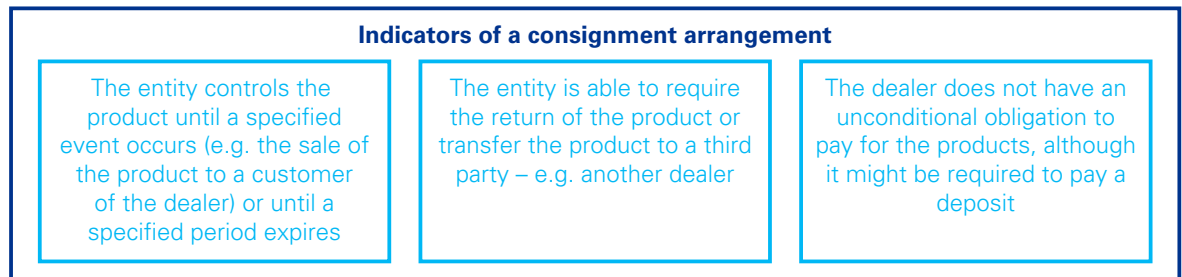 Indicators of a consignment arrangement
The entity controls the
product until a specified
event occurs (e.g. the sale of
the product to a customer
of the dealer) or until a
specified period expires
The entity is able to require
the return of the product or
transfer the product to a third
party – e.g. another dealer
The dealer does not have an
unconditional obligation to
pay for the products, although
it might be required to pay a
deposit